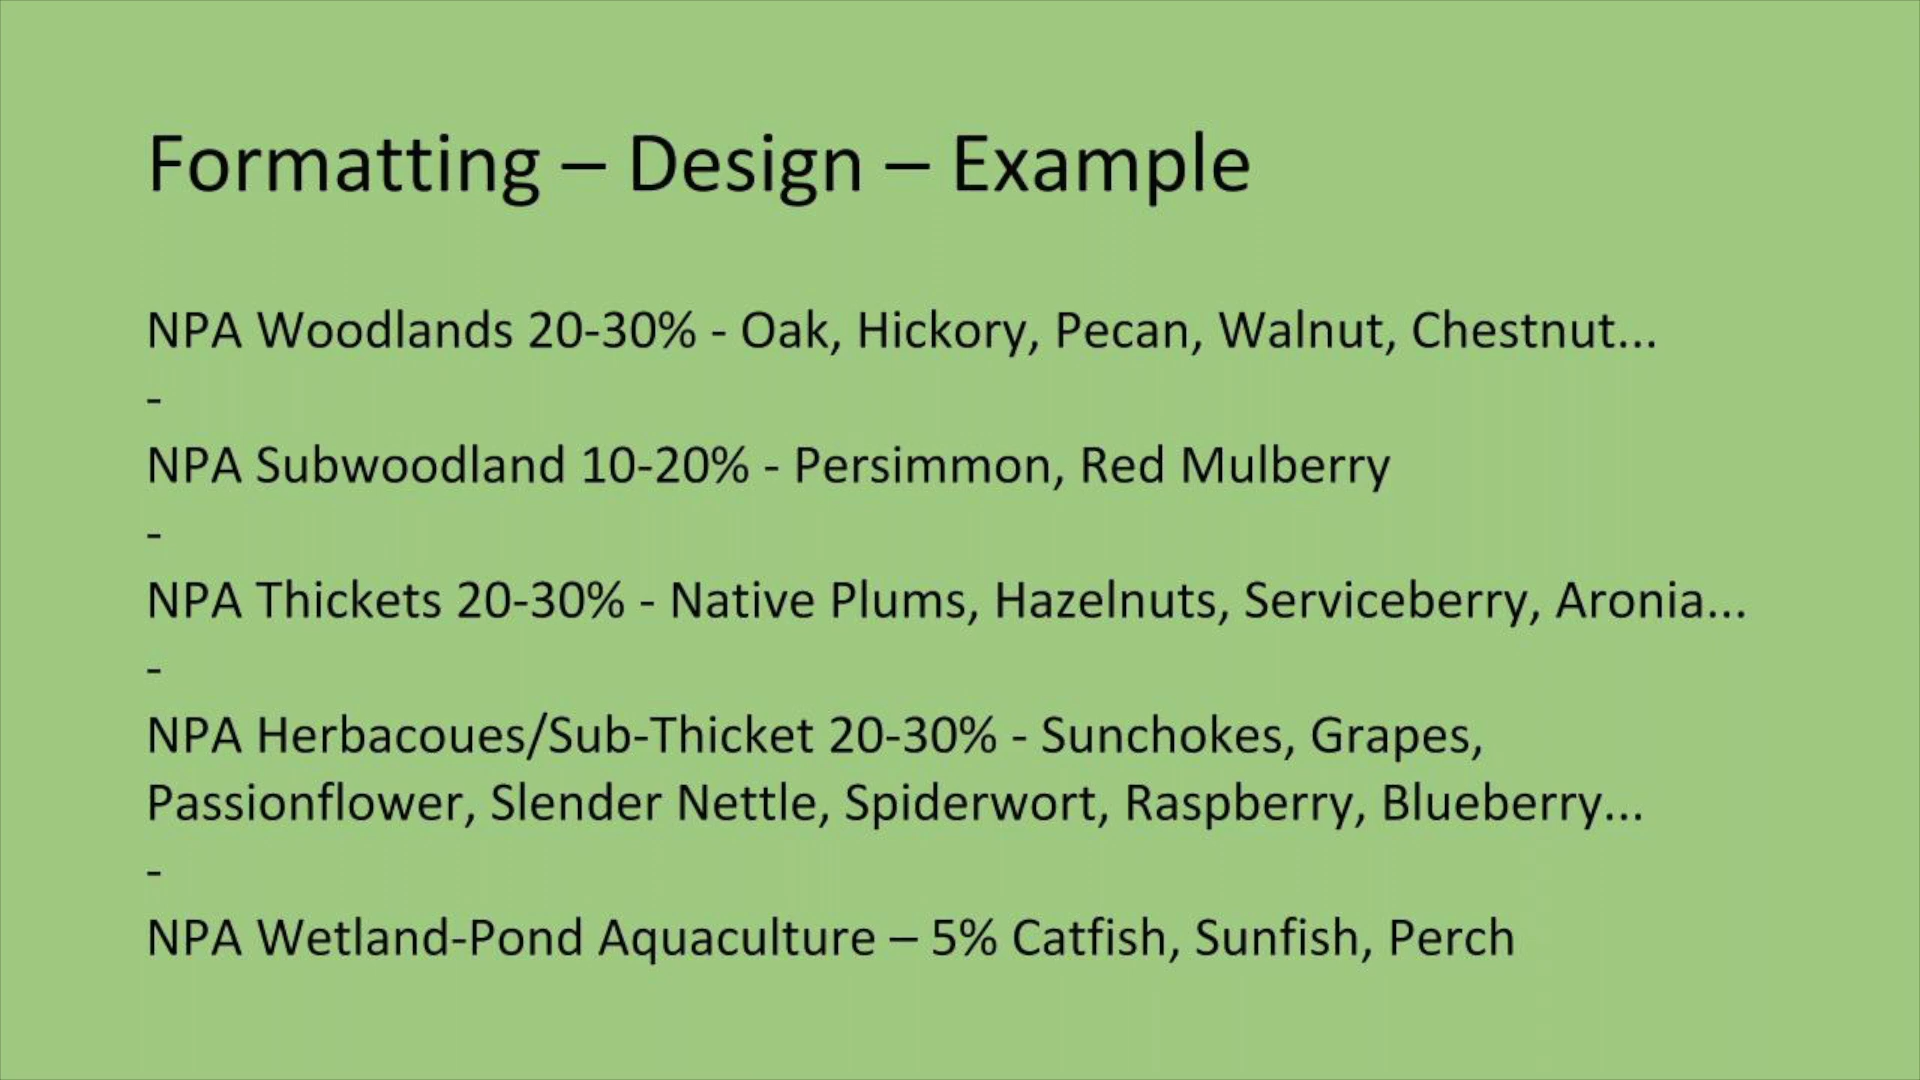 Formatting – Design – Example
NPA Woodlands 20-30% - Oak, Hickory, Pecan, Walnut, Chestnut...
-
NPA Subwoodland 10-20% - Persimmon, Red Mulberry
-
NPA Thickets 20-30% - Native Plums, Hazelnuts, Serviceberry, Aronia...
-
NPA Herbacoues/Sub-Thicket 20-30% - Sunchokes, Grapes,
Passionflower, Slender Nettle, Spiderwort, Raspberry, Blueberry...
-
NPA Wetland-Pond Aquaculture – 5% Catfish, Sunfish, Perch